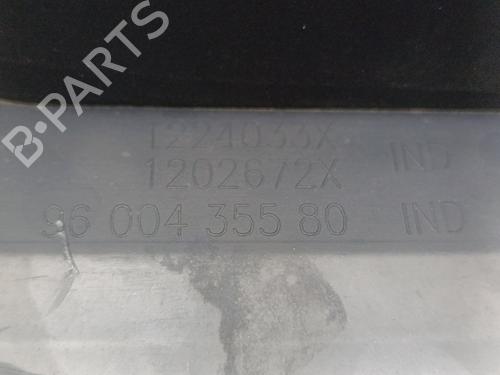 1224033X
IND
1202672X
96 004 355 80 IND
B-PARTS